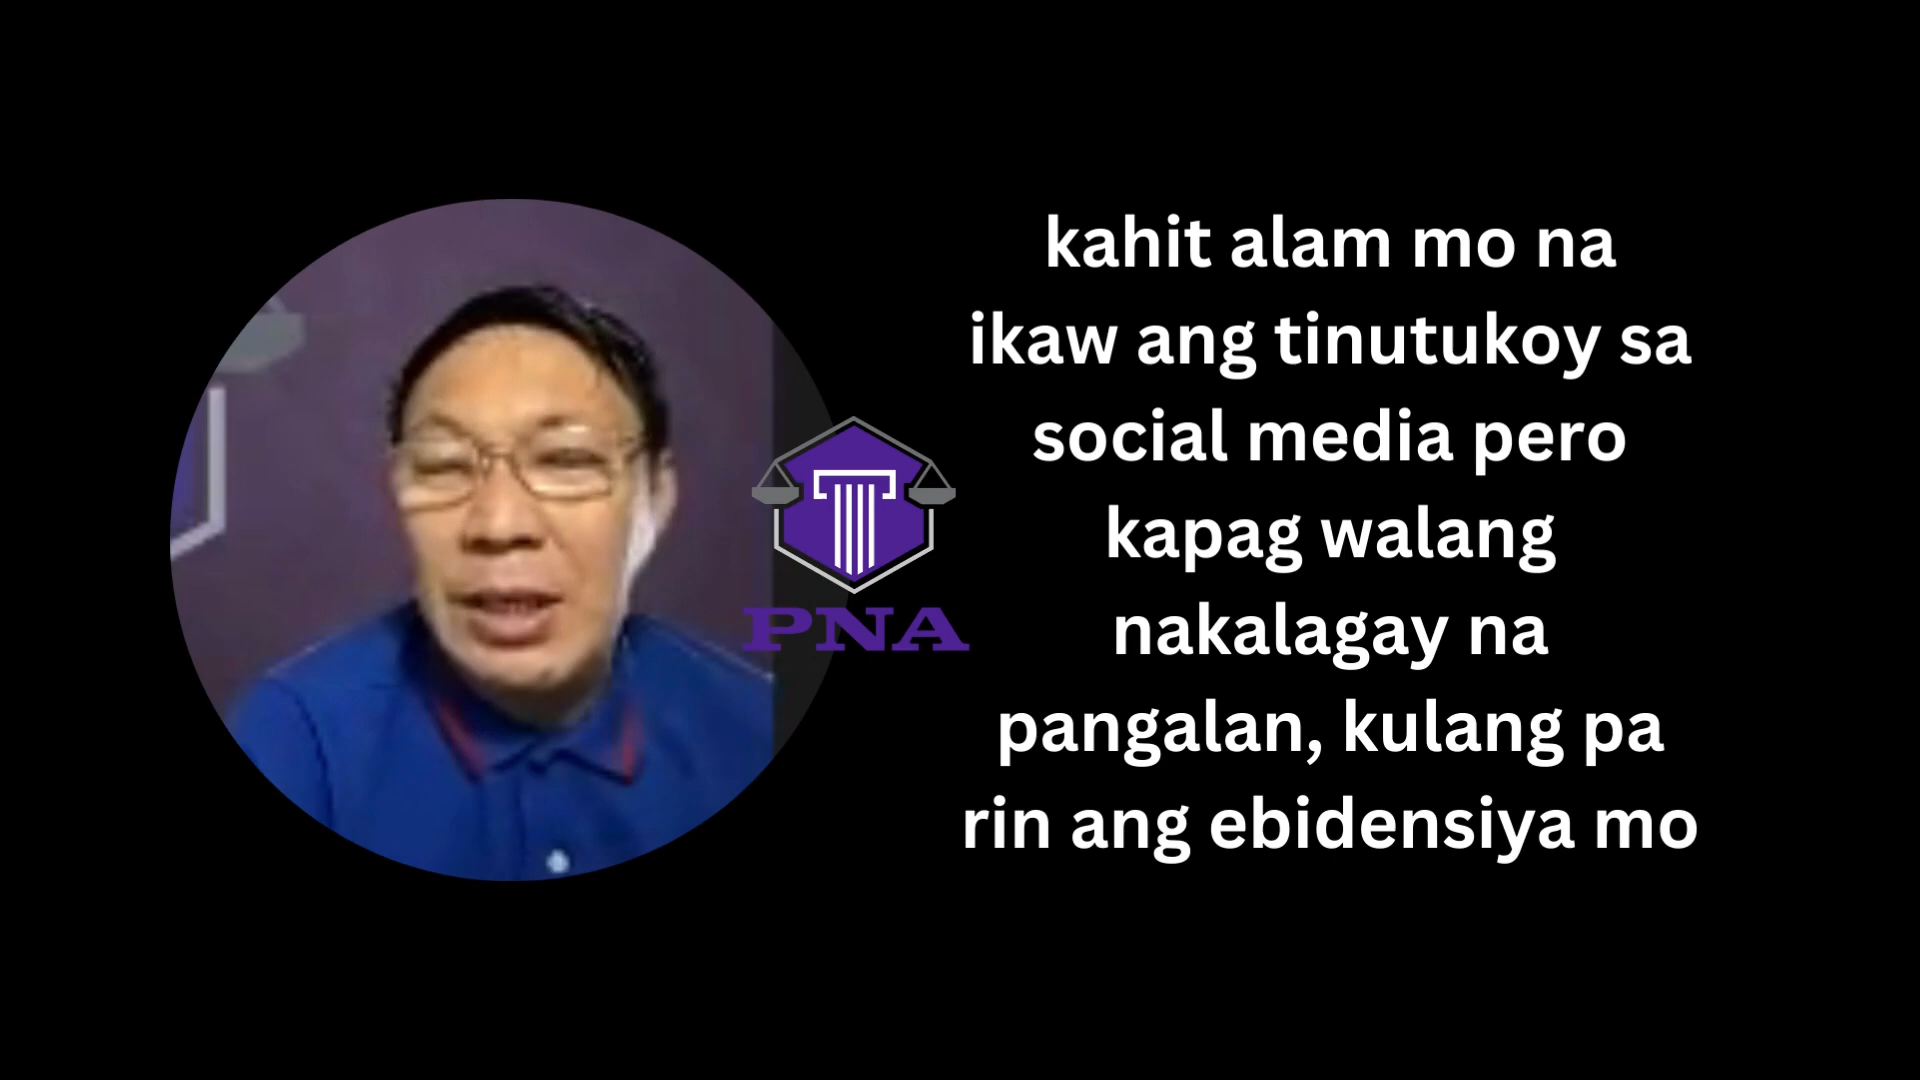 kahit alam mo na
ikaw ang tinutukoy sa
social media pero
kapag walang
nakalagay na
pangalan, kulang pa
rin ang ebidensiya mo
PNA